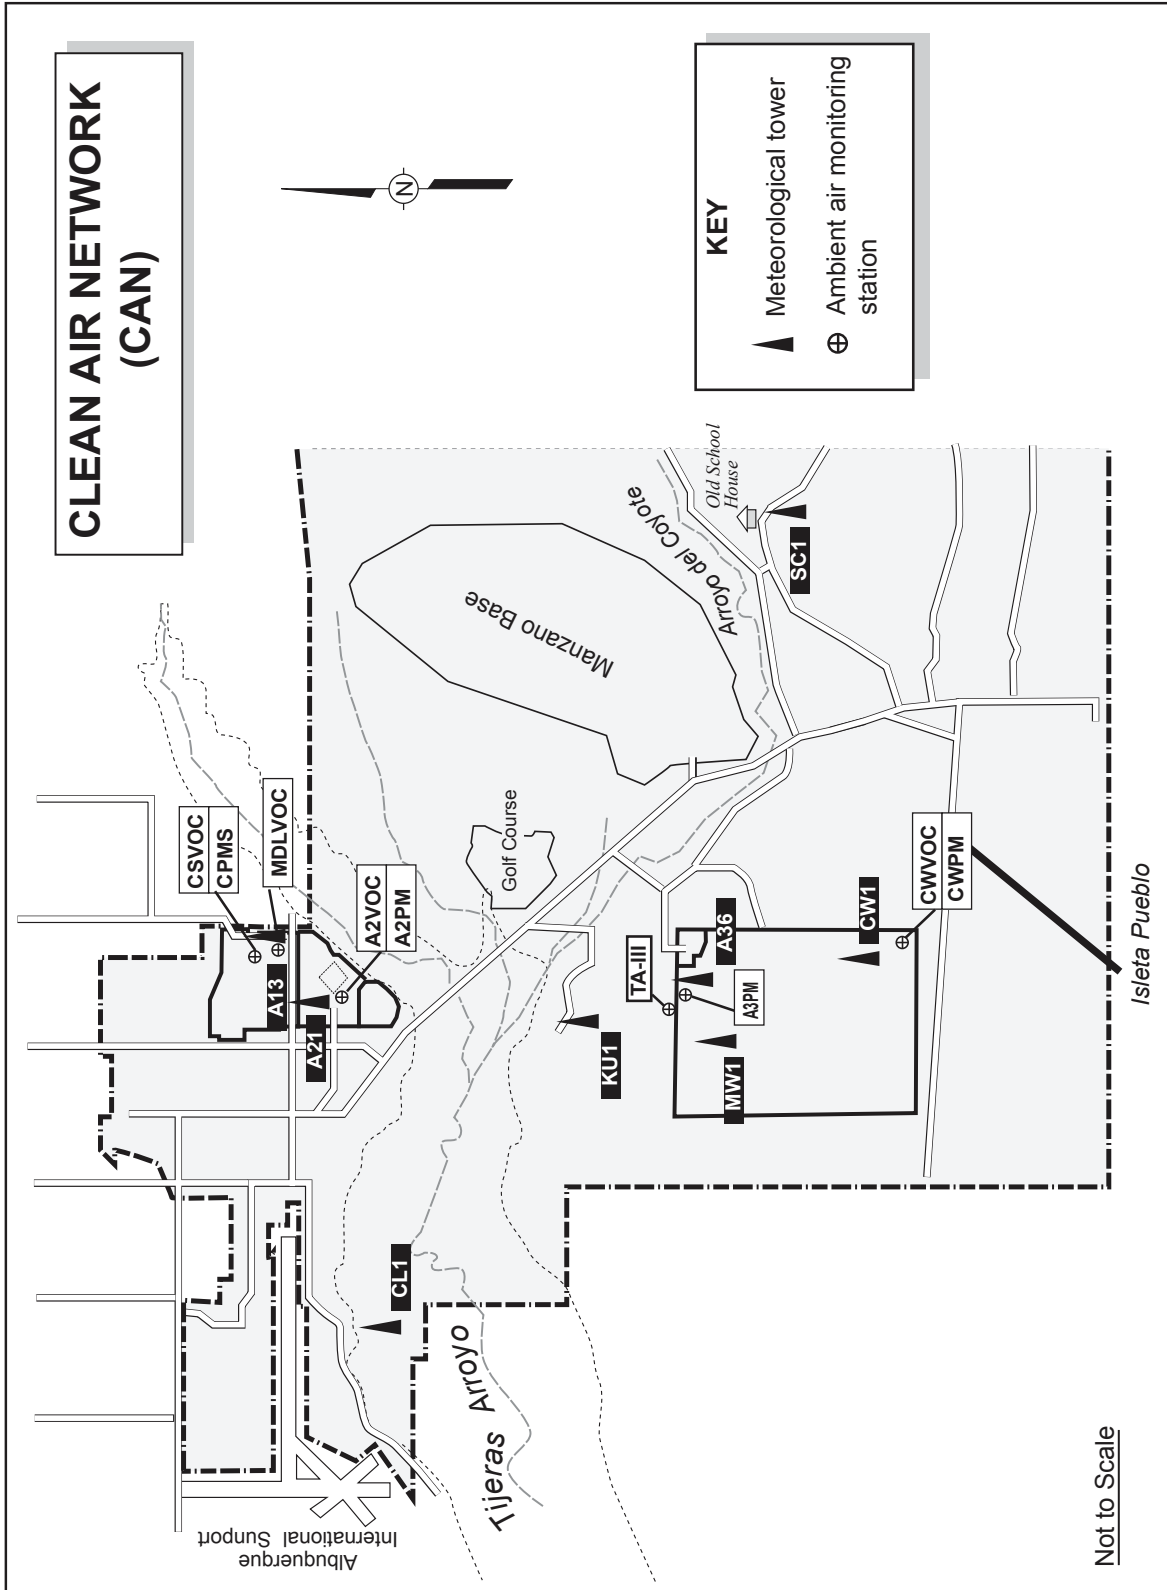 CLEAN AIR NETWORK
(CAN)
N
KEY
Meteorological tower
Ambient air monitoring
station
CSVOC
CPMS
MDLVOC
A2VOC
A2PM
A13
A21
Golf Course
Manzano Base
Arroyo del Coyote
Old School
House
SC1
KU1
TA-III
A36
A3PM
MW1
CW1
CWVOC
CWPM
CL1
Tijeras Arroyo
Albuquerque
International Sunport
Isleta Pueblo
Not to Scale